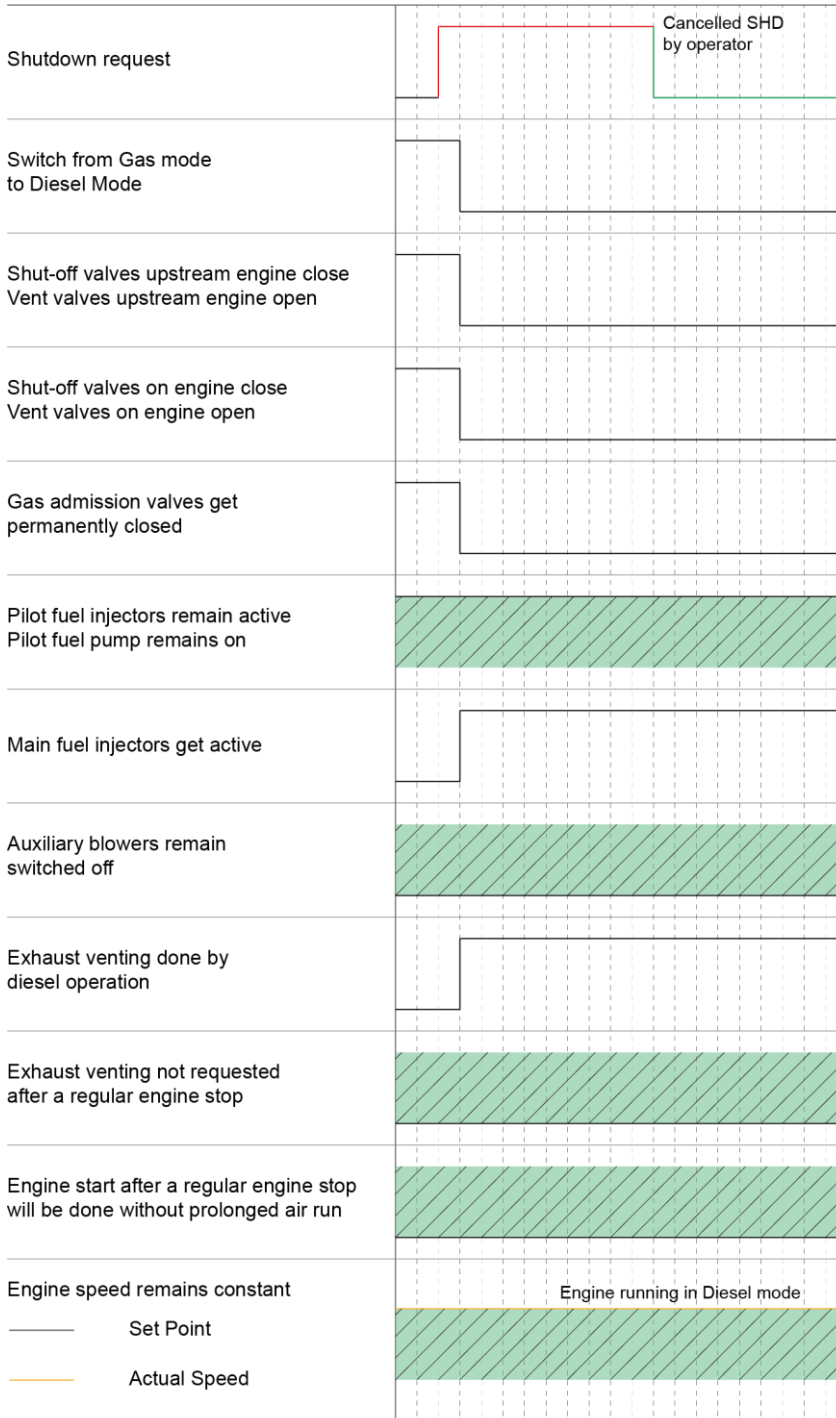 Shutdown request
Cancelled SHD
by operator
Switch from Gas mode
to Diesel Mode
Shut-off valves upstream engine close
Vent valves upstream engine open
Shut-off valves on engine close
Vent valves on engine open
Gas admission valves get
permanently closed
Pilot fuel injectors remain active
Pilot fuel pump remains on
Main fuel injectors get active
Auxiliary blowers remain
switched off
Exhaust venting done by
diesel operation
Exhaust venting not requested
after a regular engine stop
Engine start after a regular engine stop
will be done without prolonged air run
Engine speed remains constant
Engine running in Diesel mode
Set Point
Actual Speed